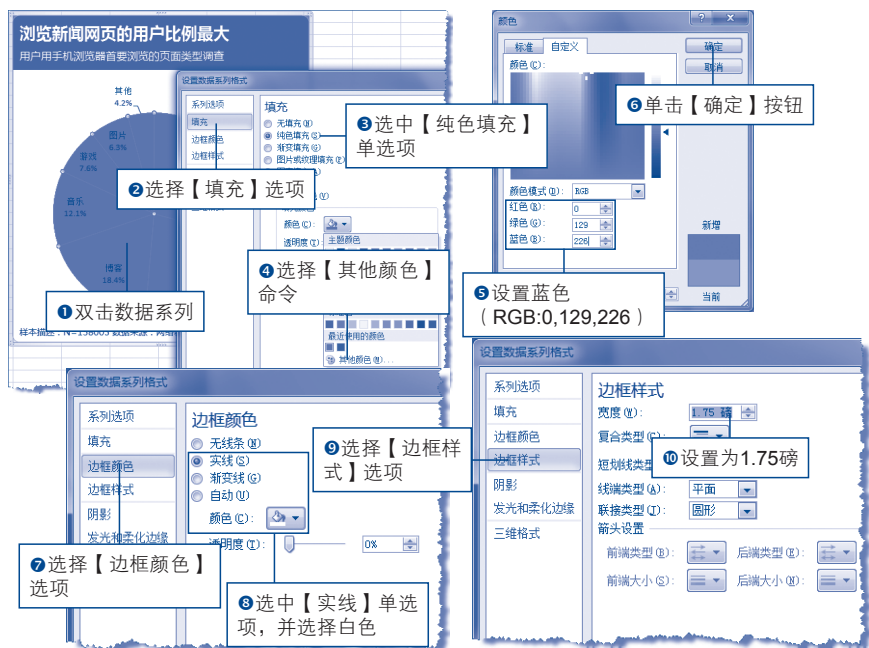 浏览新闻网页的用户比例最大
用户用手机浏览器首要浏览的页面类型调查
其他
4.2%
图片
6.3%
游戏
7.6%
音乐
12.1%
博客
18.4%
❶双击数据系列
设置数据系列格式
系列选项
填充
边框颜色
边框样式
填充
无填充(N)
纯色填充(S)
渐变填充(G)
图片或纹理填充(P)
颜色(C):
透明度(T):
主题颜色
最近使用的颜色
其他颜色(M)...
❷选择【填充】选项
❸选中【纯色填充】
单选项
❹选择【其他颜色】
命令
颜色
标准 自定义
颜色(C):
确定
取消
❻单击【确定】按钮
颜色模式(D): RGB
红色(R): 0
绿色(G): 129
蓝色(B): 226
新增
当前
❺设置蓝色
(RGB:0,129,226)
设置数据系列格式
系列选项
填充
边框颜色
边框样式
阴影
发光和柔化边缘
边框颜色
无线条(N)
实线(S)
渐变线(G)
自动(U)
颜色(C):
透明度(T): 0%
❼选择【边框颜色】
选项
❽选中【实线】单选
项，并选择白色
设置数据系列格式
系列选项
填充
边框颜色
边框样式
阴影
发光和柔化边缘
三维格式
边框样式
宽度(W): 1.75 磅
复合类型(C):
短划线类型
线端类型(A): 平面
联接类型(J): 圆形
箭头设置
前端类型(B): 后端类型(E):
前端大小(S): 后端大小(N):
❾选择【边框样
式】选项
❿设置为1.75磅